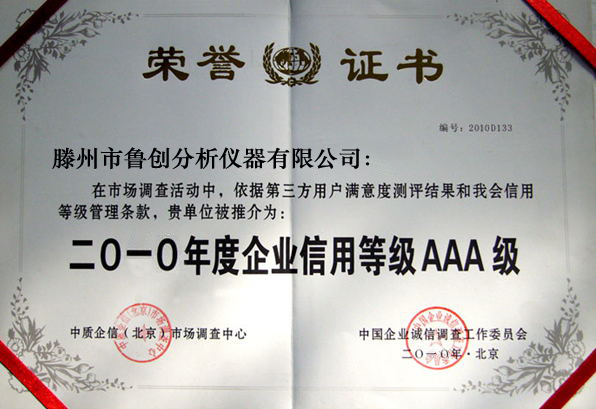 荣誉 证书
编号：2010D133
滕州市鲁创分析仪器有限公司：
在市场调查活动中，依据第三方用户满意度测评结果和我会信用
等级管理条款，贵单位被推介为：
二〇一〇年度企业信用等级AAA级
中质企信（北京）市场调查中心
中国企业诚信调查工作委员会
二〇一〇年·北京